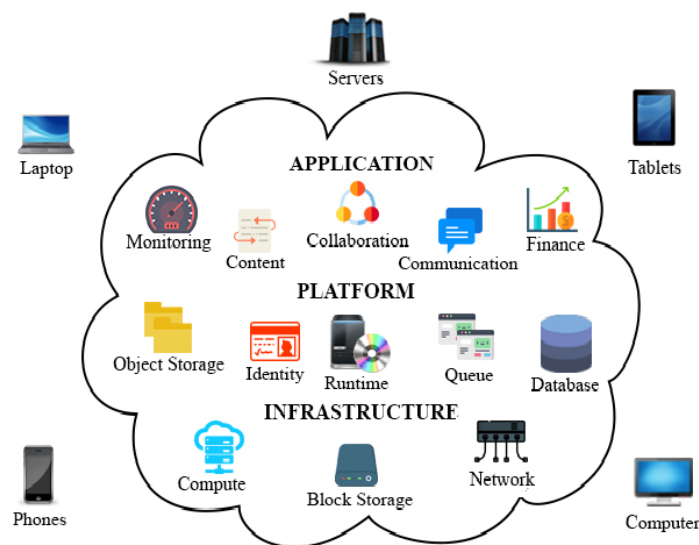 Servers
Laptop
Tablets
APPLICATION
Monitoring
Content
Collaboration
Communication
Finance
PLATFORM
Object Storage
Identity
Runtime
Queue
Database
INFRASTRUCTURE
Compute
Block Storage
Network
Phones
Computer